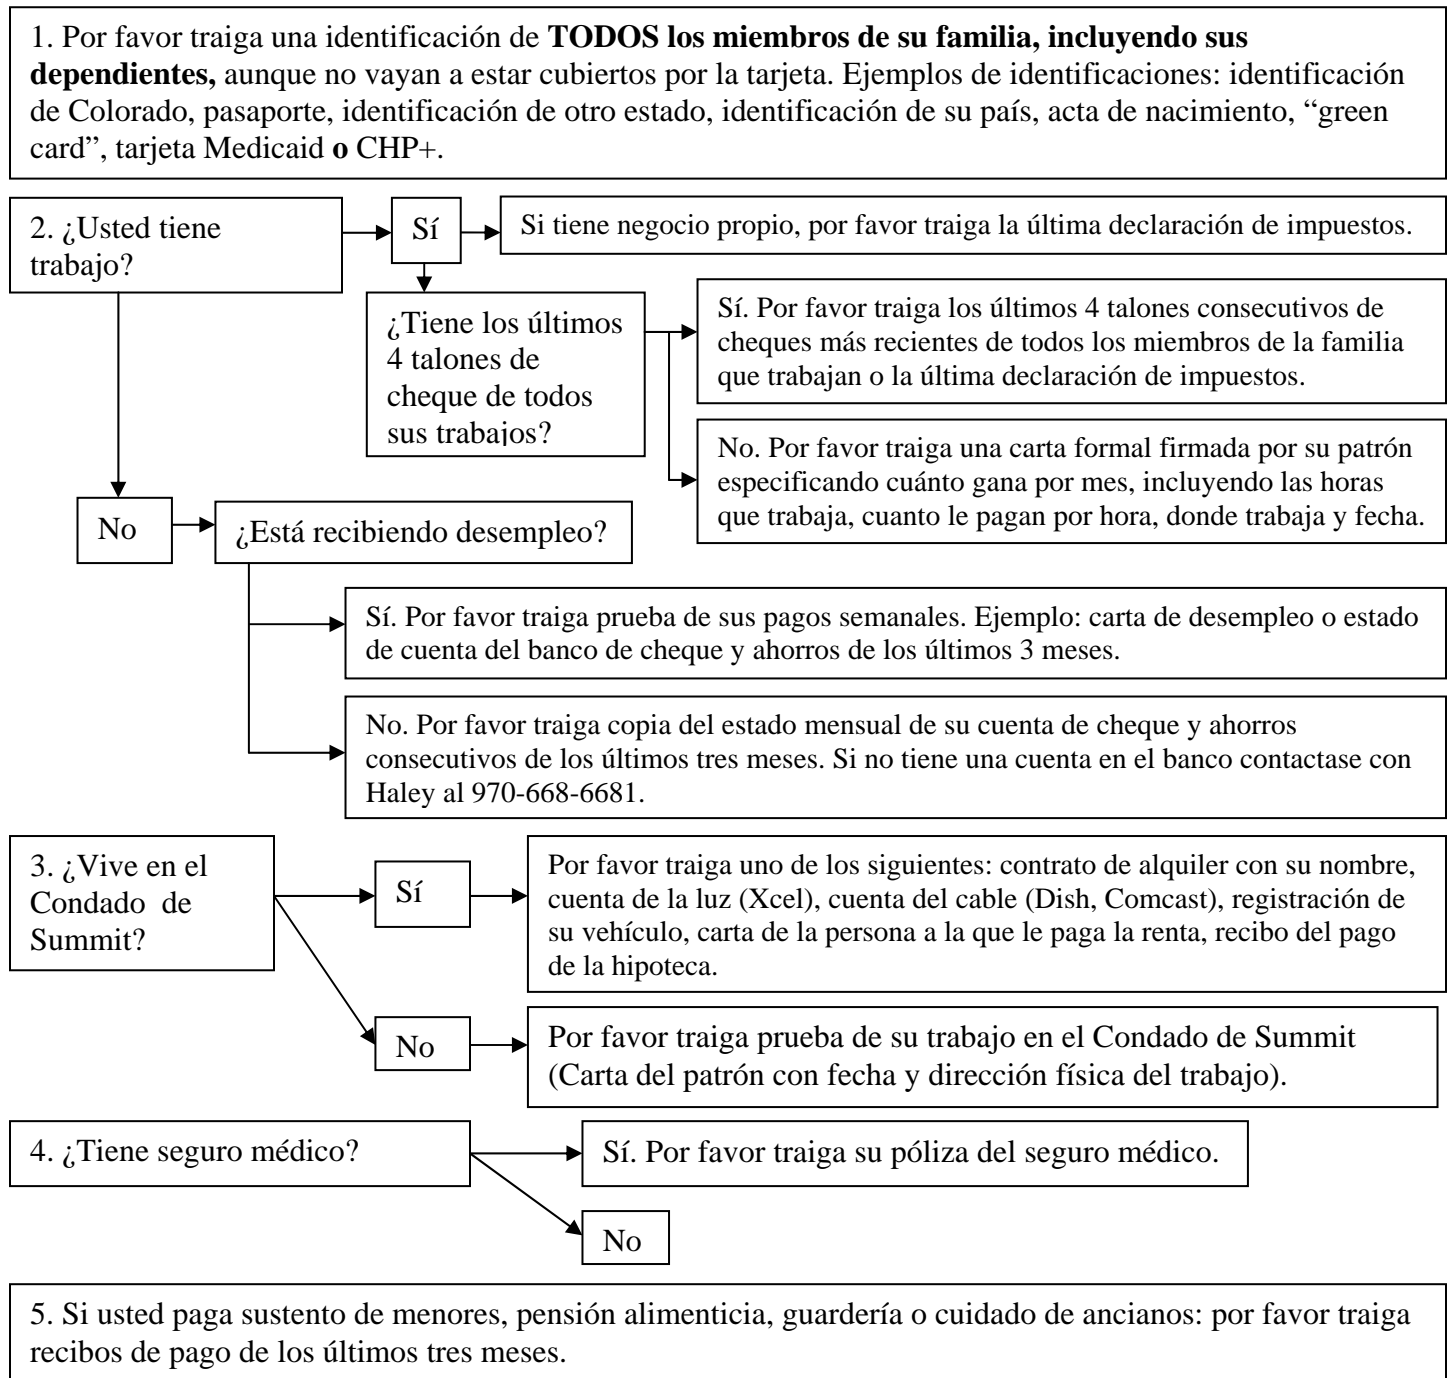 1. Por favor traiga una identificación de TODOS los miembros de su familia, incluyendo sus
dependientes, aunque no vayan a estar cubiertos por la tarjeta. Ejemplos de identificaciones: identificación
de Colorado, pasaporte, identificación de otro estado, identificación de su país, acta de nacimiento, “green
card”, tarjeta Medicaid o CHP+.
2. ¿Usted tiene
trabajo?
Sí
Si tiene negocio propio, por favor traiga la última declaración de impuestos.
¿Tiene los últimos
4 talones de
cheque de todos
sus trabajos?
Sí. Por favor traiga los últimos 4 talones consecutivos de
cheques más recientes de todos los miembros de la familia
que trabajan o la última declaración de impuestos.
No. Por favor traiga una carta formal firmada por su patrón
especificando cuánto gana por mes, incluyendo las horas
que trabaja, cuanto le pagan por hora, donde trabaja y fecha.
No
¿Está recibiendo desempleo?
Sí. Por favor traiga prueba de sus pagos semanales. Ejemplo: carta de desempleo o estado
de cuenta del banco de cheque y ahorros de los últimos 3 meses.
No. Por favor traiga copia del estado mensual de su cuenta de cheque y ahorros
consecutivos de los últimos tres meses. Si no tiene una cuenta en el banco contactase con
Haley al 970-668-6681.
3. ¿Vive en el
Condado de
Summit?
Sí
Por favor traiga uno de los siguientes: contrato de alquiler con su nombre,
cuenta de la luz (Xcel), cuenta del cable (Dish, Comcast), registración de
su vehículo, carta de la persona a la que le paga la renta, recibo del pago
de la hipoteca.
No
Por favor traiga prueba de su trabajo en el Condado de Summit
(Carta del patrón con fecha y dirección física del trabajo).
4. ¿Tiene seguro médico?
Sí. Por favor traiga su póliza del seguro médico.
No
5. Si usted paga sustento de menores, pensión alimenticia, guardería o cuidado de ancianos: por favor traiga
recibos de pago de los últimos tres meses.